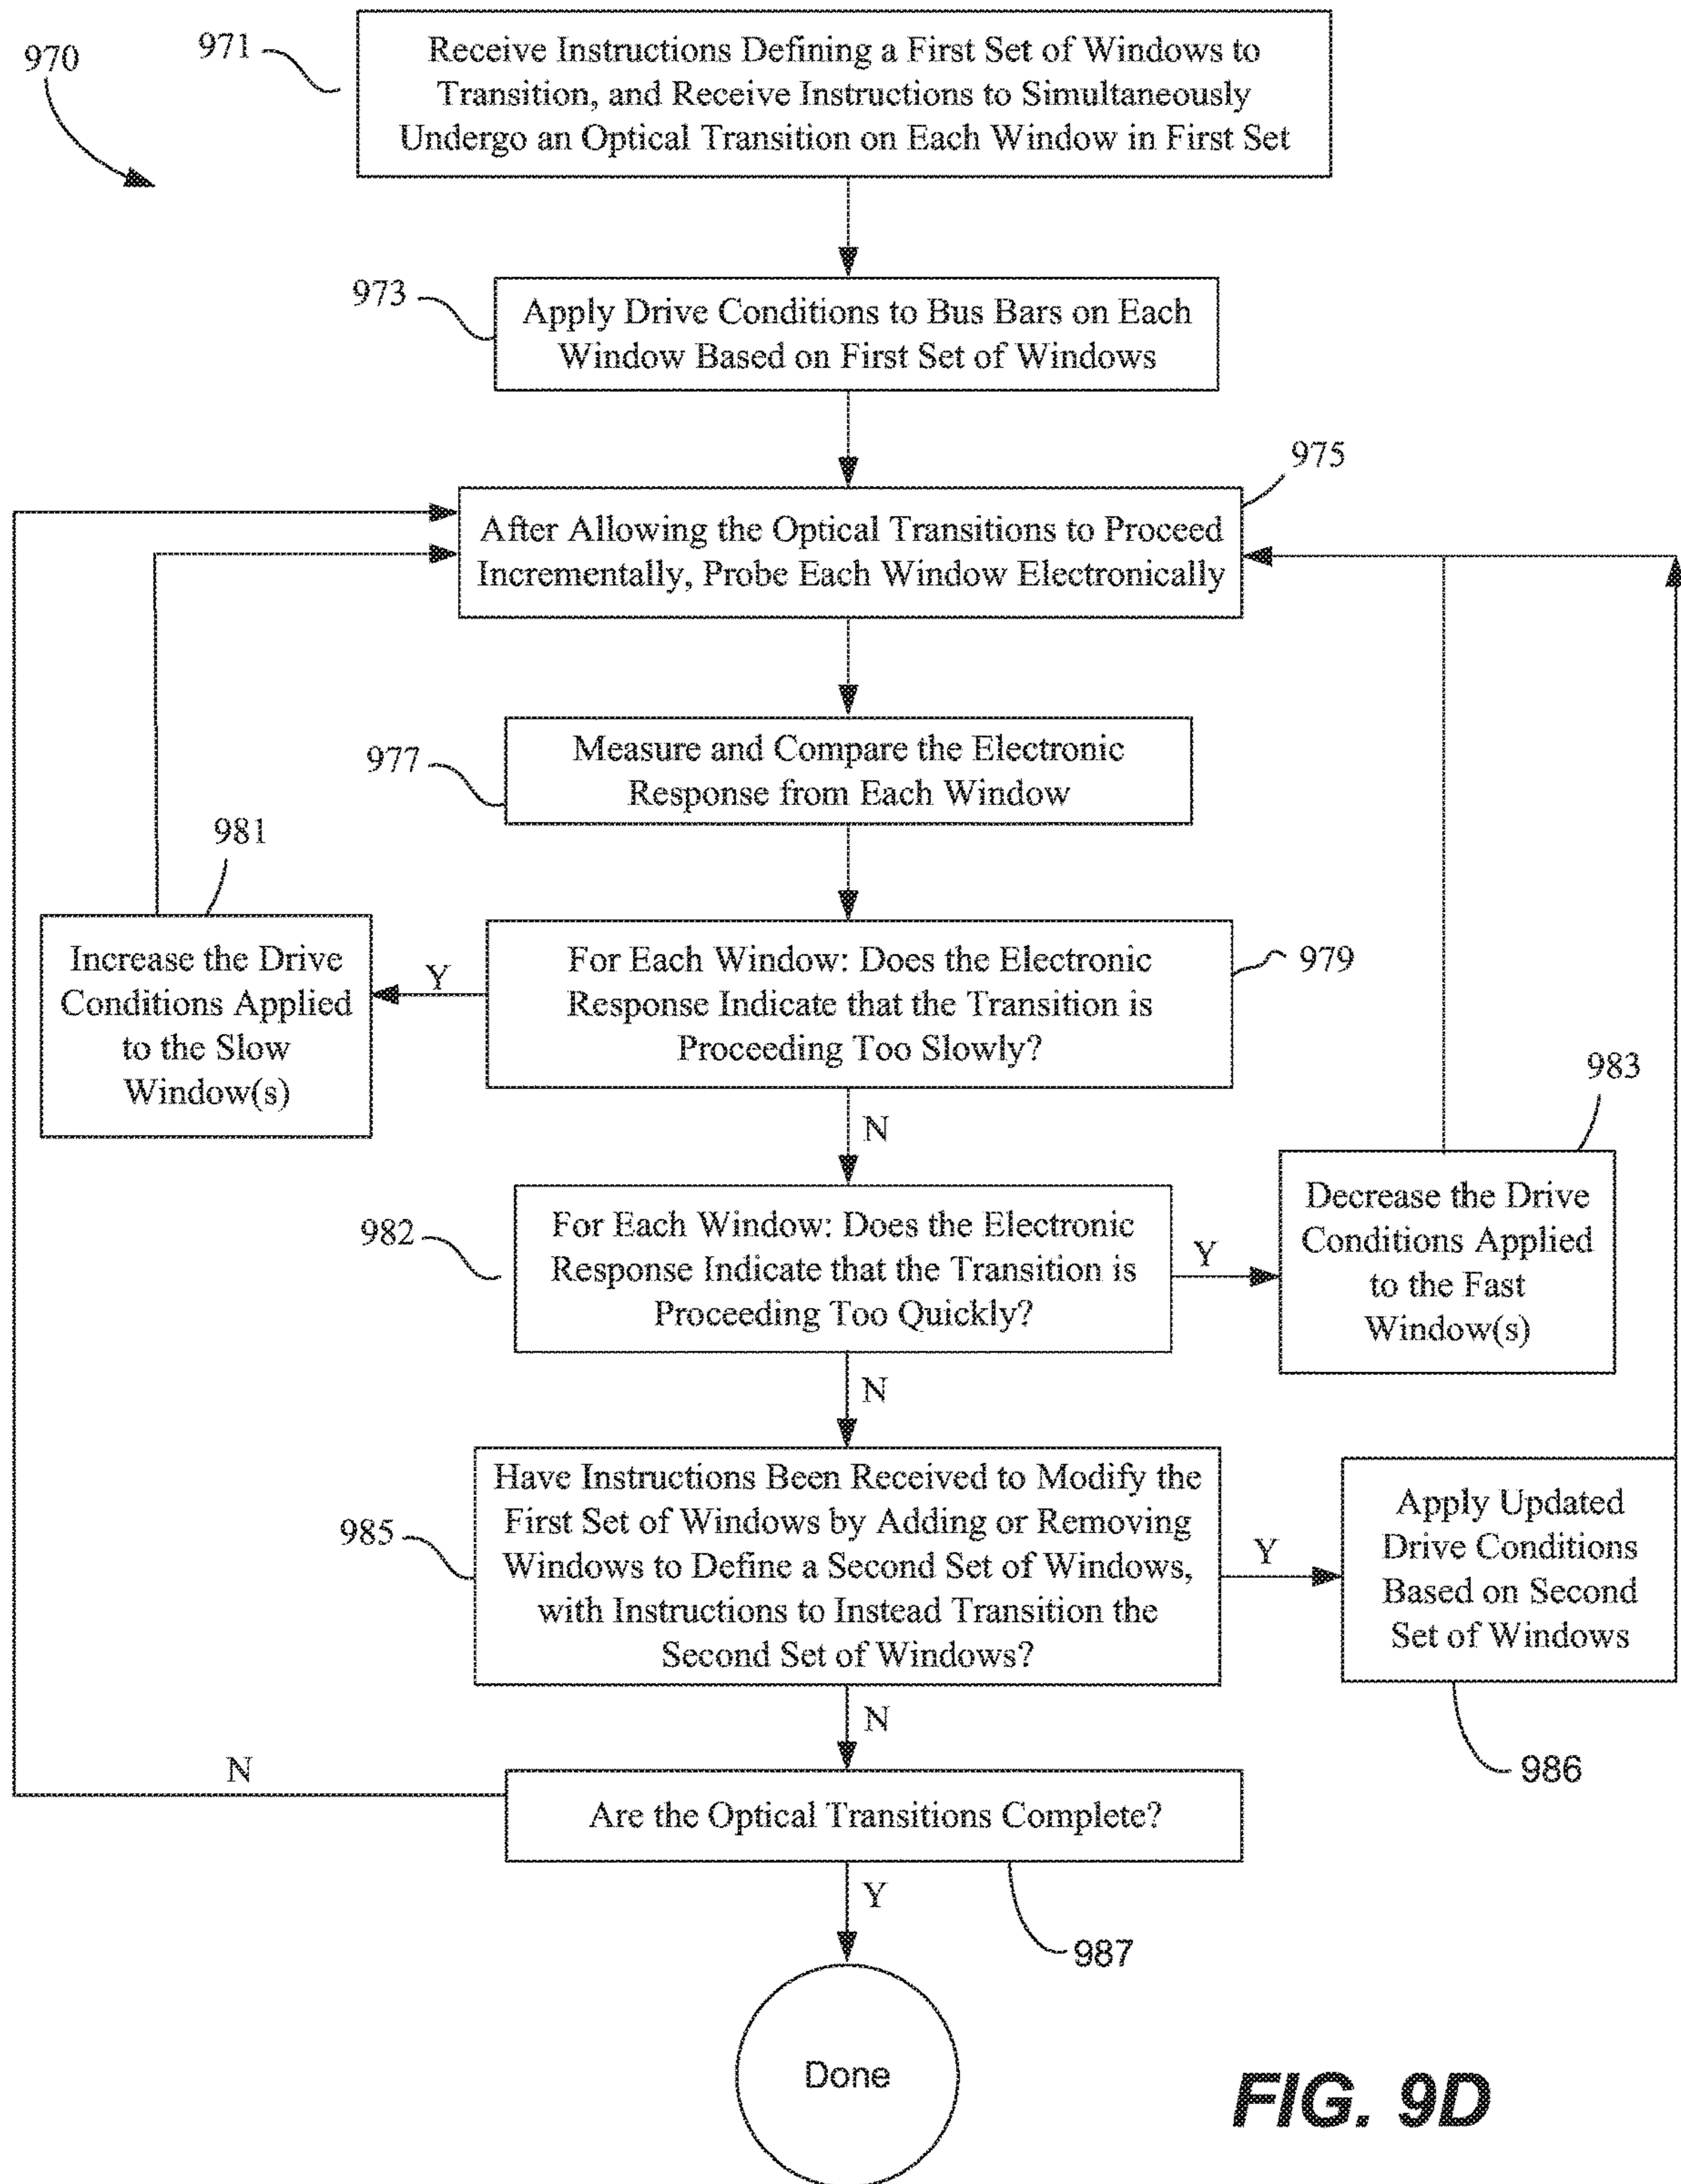 970
971
Receive Instructions Defining a First Set of Windows to
Transition, and Receive Instructions to Simultaneously
Undergo an Optical Transition on Each Window in First Set
973
Apply Drive Conditions to Bus Bars on Each
Window Based on First Set of Windows
975
After Allowing the Optical Transitions to Proceed
Incrementally, Probe Each Window Electronically
977
Measure and Compare the Electronic
Response from Each Window
981
Increase the Drive
Conditions Applied
to the Slow
Window(s)
Y
For Each Window: Does the Electronic
Response Indicate that the Transition is
Proceeding Too Slowly?
979
N
982
For Each Window: Does the Electronic
Response Indicate that the Transition is
Proceeding Too Quickly?
Y
983
Decrease the Drive
Conditions Applied
to the Fast
Window(s)
N
985
Have Instructions Been Received to Modify the
First Set of Windows by Adding or Removing
Windows to Define a Second Set of Windows,
with Instructions to Instead Transition the
Second Set of Windows?
Y
Apply Updated
Drive Conditions
Based on Second
Set of Windows
986
N
N
Are the Optical Transitions Complete?
987
Y
Done
FIG. 9D